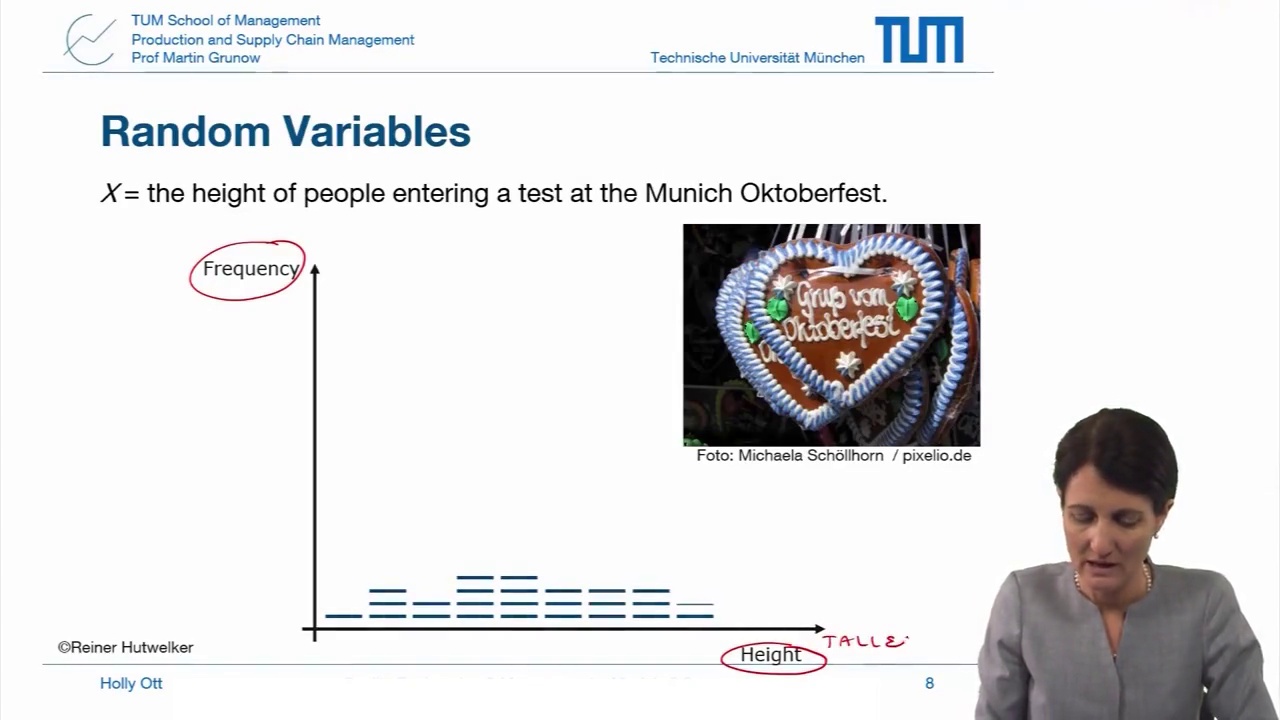 TUM School of Management
Production and Supply Chain Management
Prof Martin Grunow
Technische Universität München
TUM
Random Variables
X = the height of people entering a test at the Munich Oktoberfest.
Frequency
Gruß vom
Oktoberfest
Foto: Michaela Schöllhorn / pixelio.de
TALLE
Height
©Reiner Hutwelker
Holly Ott
8